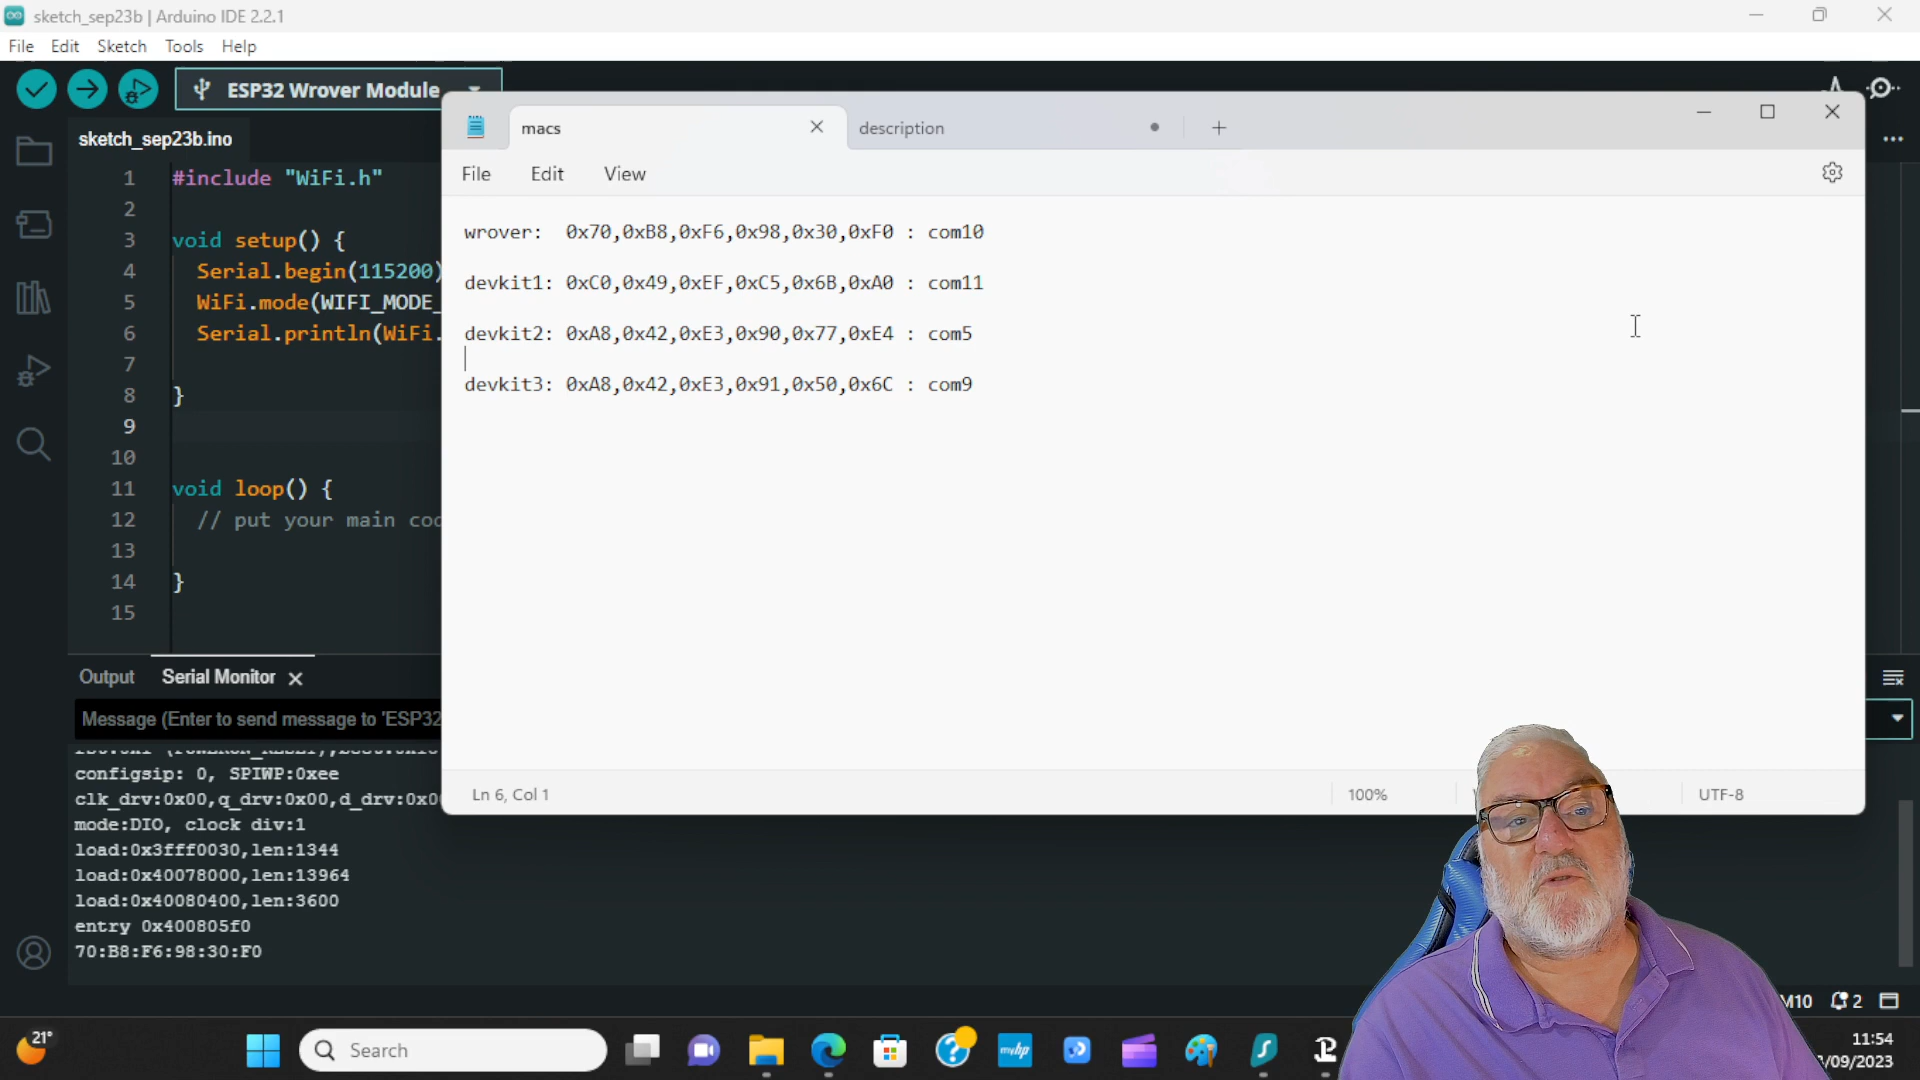 sketch_sep23b | Arduino IDE 2.2.1
File Edit Sketch Tools Help
ESP32 Wrover Module
sketch_sep23b.ino
1 #include "WiFi.h"
2
3 void setup() {
4 Serial.begin(115200)
5 WiFi.mode(WIFI_MODE_
6 Serial.println(WiFi.
7
8 }
9
10
11 void loop() {
12 // put your main cod
13
14 }
15
macs
description
File Edit View
wrover: 0x70,0xB8,0xF6,0x98,0x30,0xF0 : com10
devkit1: 0xC0,0x49,0xEF,0xC5,0x6B,0xA0 : com11
devkit2: 0xA8,0x42,0xE3,0x90,0x77,0xE4 : com5
devkit3: 0xA8,0x42,0xE3,0x91,0x50,0x6C : com9
Ln 6, Col 1
100%
UTF-8
Output Serial Monitor
Message (Enter to send message to 'ESP32
configsip: 0, SPIWP:0xee
clk_drv:0x00,q_drv:0x00,d_drv:0x0
mode:DIO, clock div:1
load:0x3fff0030,len:1344
load:0x40078000,len:13964
load:0x40080400,len:3600
entry 0x400805f0
70:B8:F6:98:30:F0
M10
2
21°
Search
myhp
11:54
/09/2023